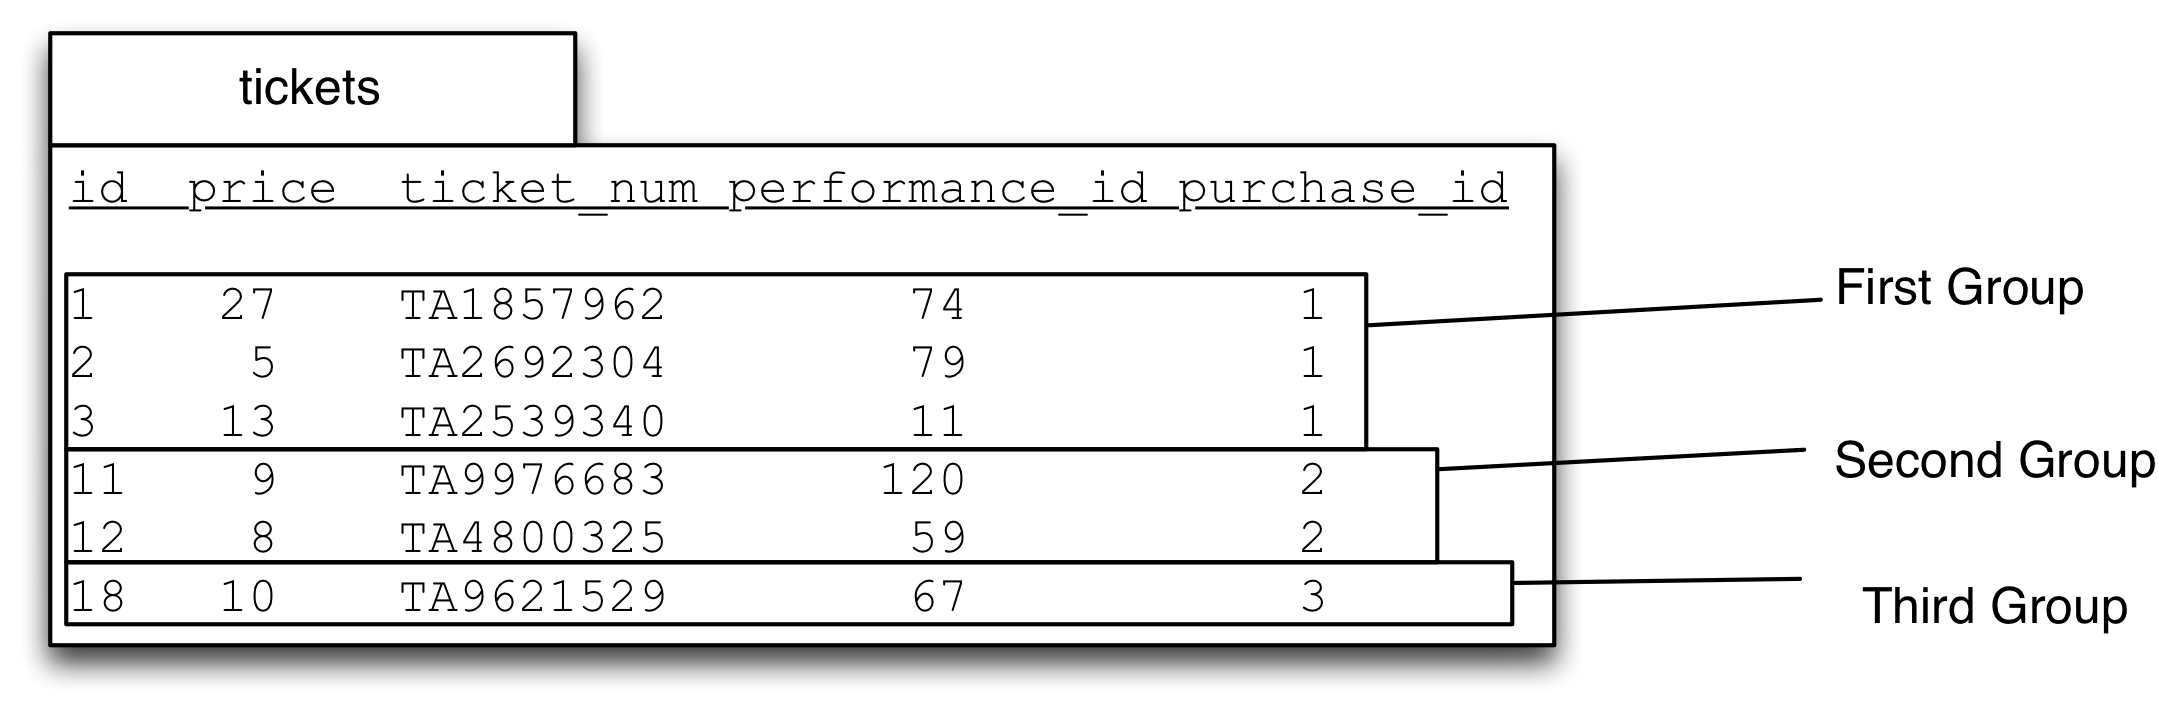 tickets
id price ticket_num performance_id purchase_id
1 27 TA1857962 74 1
First Group
2 5 TA2692304 79 1
3 13 TA2539340 11 1
11 9 TA9976683 120 2
Second Group
12 8 TA4800325 59 2
18 10 TA9621529 67 3
Third Group